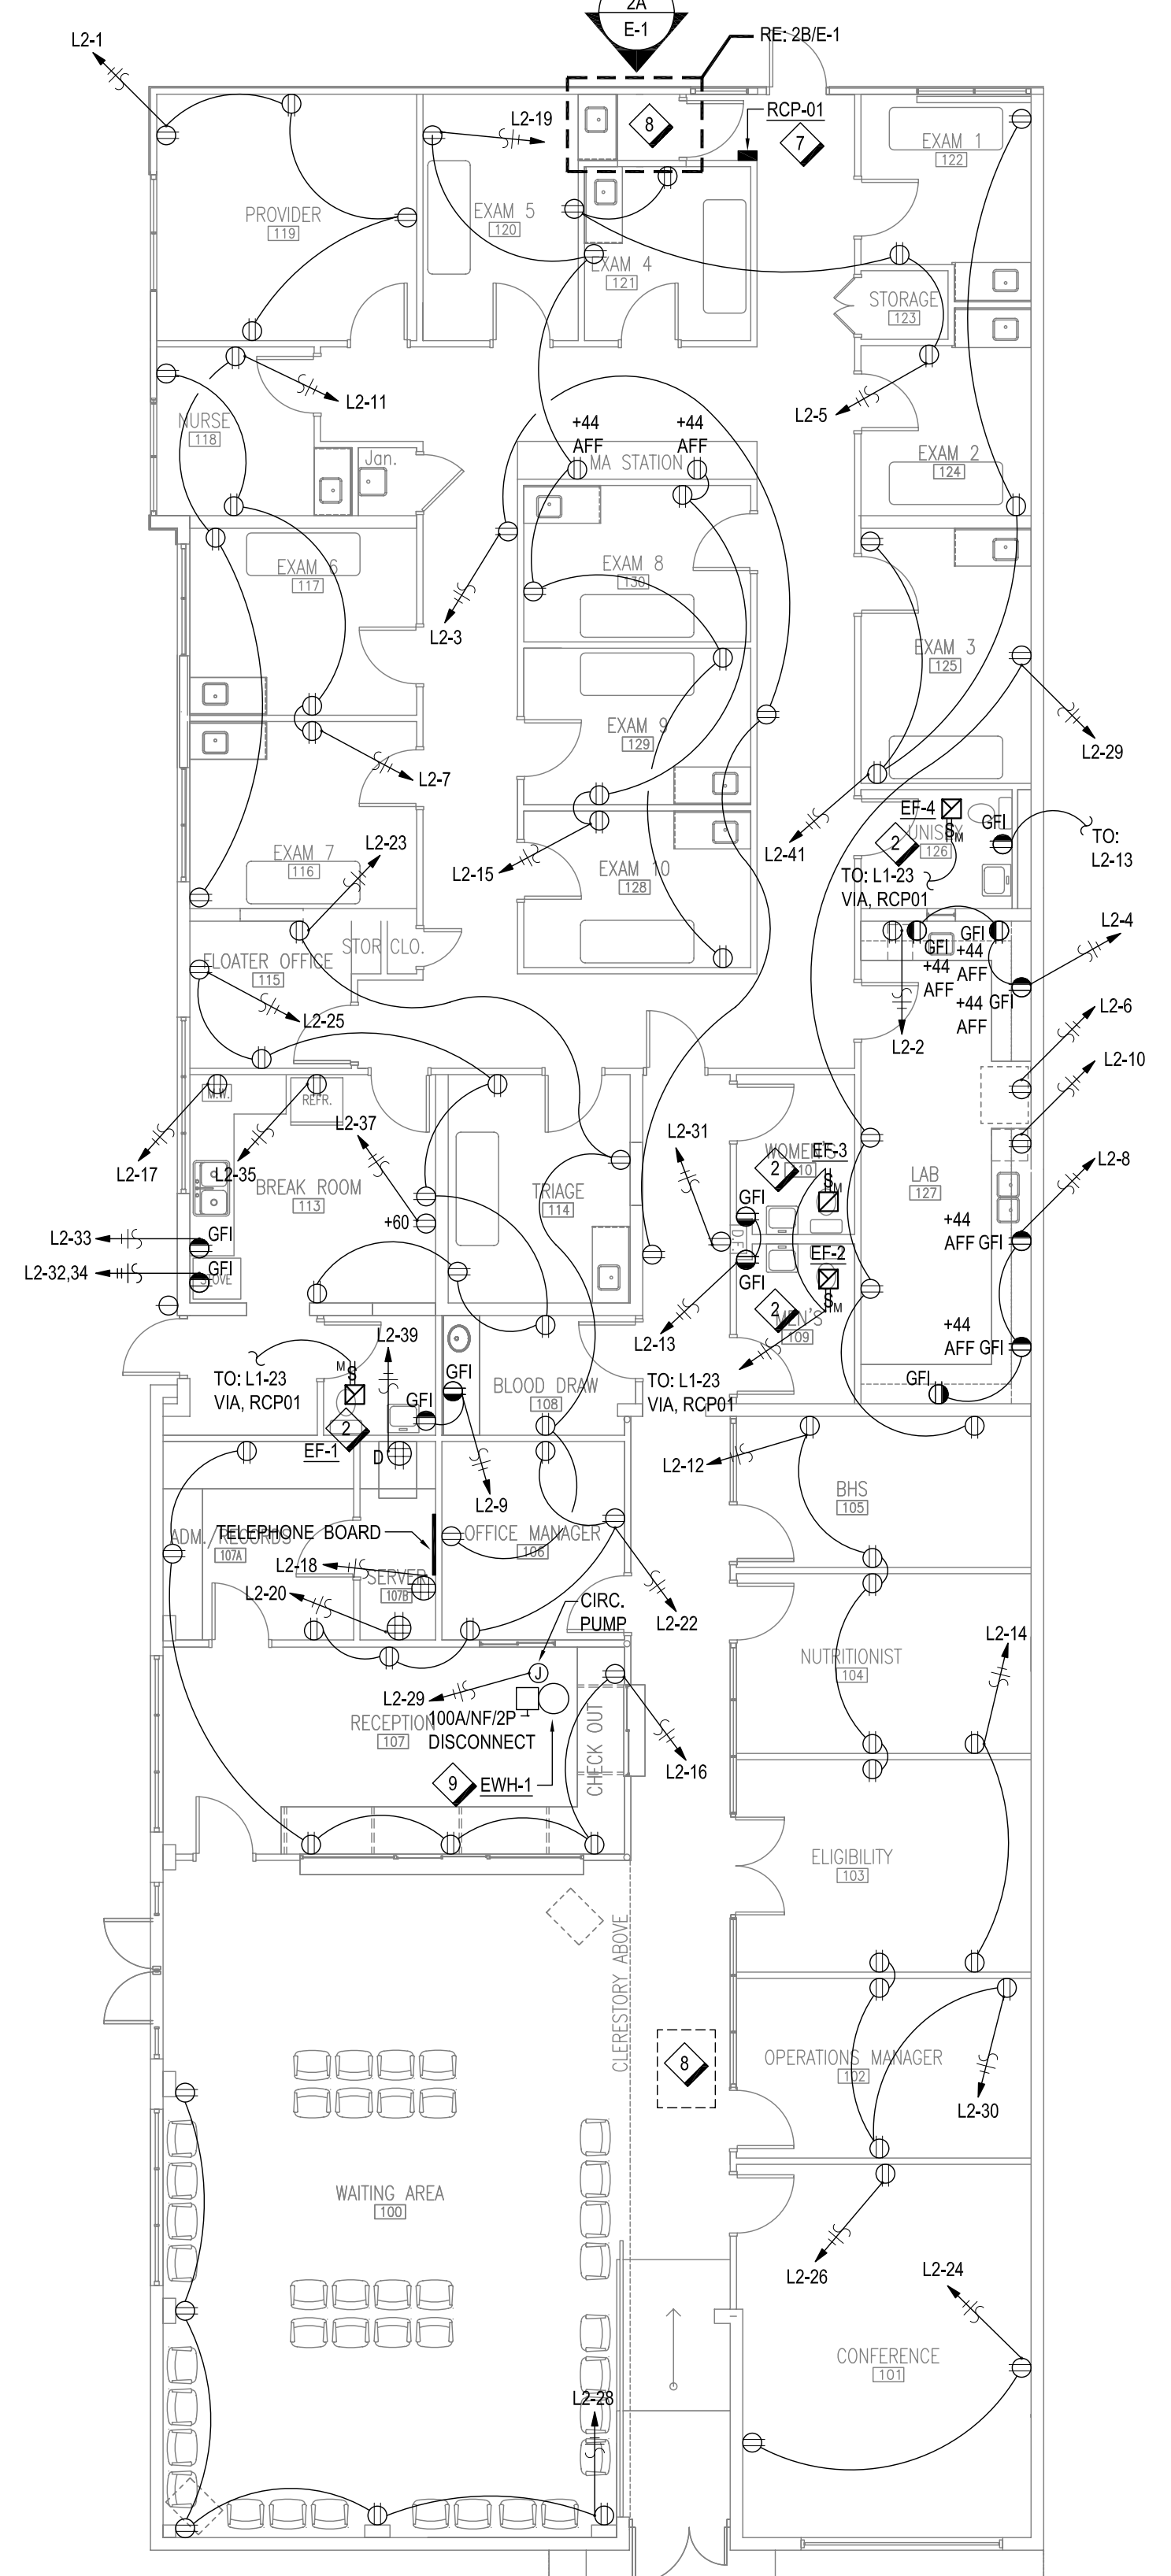 2A
E-1
RE: 2B/E-1
L2-1
L2-19
8
RCP-01
7
EXAM 1
122
PROVIDER
119
EXAM 5
120
EXAM 4
121
STORAGE
123
L2-11
L2-5
NURSE
118
+44
AFF
+44
AFF
Jan.
MA STATION
EXAM 2
124
EXAM 6
117
EXAM 8
130
L2-3
EXAM 3
125
EXAM 9
129
L2-29
L2-7
EF-4
GFI
S
M
UNISEX
126
2
TO:
L2-13
L2-23
L2-15
L2-41
EXAM 7
116
EXAM 10
128
TO: L1-23
VIA, RCP01
L2-4
STOR CLO.
GFI
GFI
+44
AFF
+44
AFF
FLOATER OFFICE
115
+44
AFF
GFI
L2-6
L2-25
L2-2
L2-10
M.W.
REFR.
L2-37
L2-31
L2-8
L2-17
L2-35
WOMEN'S
110
EF-3
2
S
M
BREAK ROOM
113
TRIAGE
114
LAB
127
GFI
+60
L2-33
GFI
D.F.
+44
AFF GFI
L2-32,34
GFI
STOVE
GFI
EF-2
S
M
2
MEN'S
109
L2-39
L2-13
+44
AFF GFI
TO: L1-23
VIA, RCP01
M
S
2
EF-1
GFI
GFI
BLOOD DRAW
108
TO: L1-23
VIA, RCP01
GFI
D
L2-12
BHS
105
L2-9
ADM./RECORDS
107A
TELEPHONE BOARD
OFFICE MANAGER
106
L2-18
SERVER
107B
L2-20
CIRC.
PUMP
L2-22
L2-14
NUTRITIONIST
104
J
L2-29
100A/NF/2P
DISCONNECT
RECEPTION
107
CHECK OUT
L2-16
9
EWH-1
ELIGIBILITY
103
CLERESTORY ABOVE
8
OPERATIONS MANAGER
102
L2-30
WAITING AREA
100
L2-26
L2-24
CONFERENCE
101
L2-28